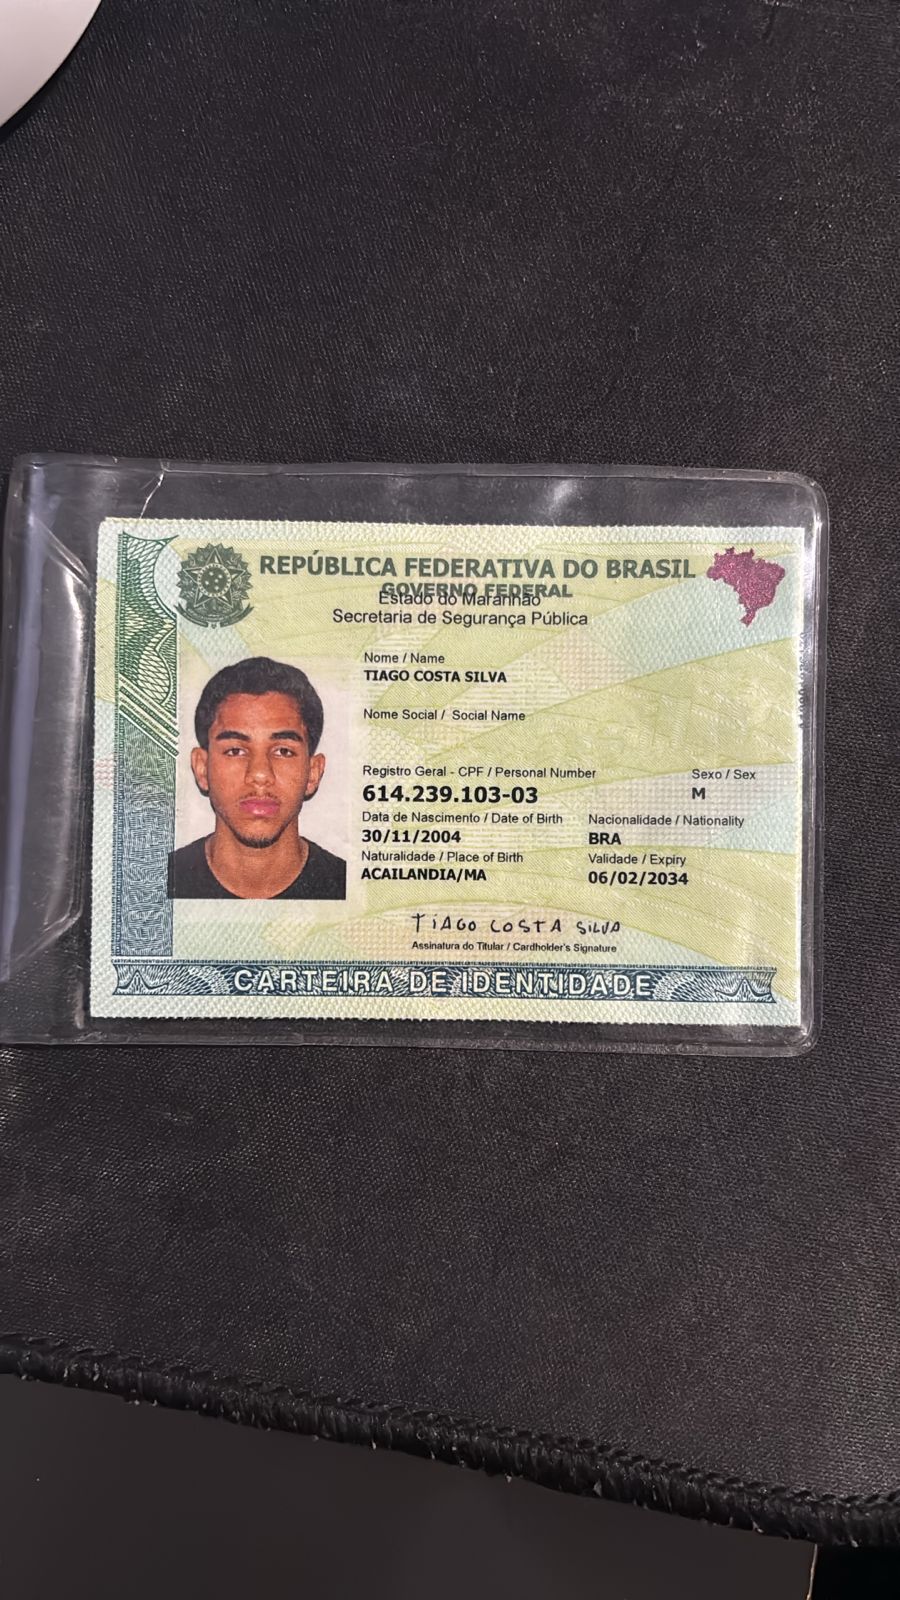 REPÚBLICA FEDERATIVA DO BRASIL
GOVERNO FEDERAL
Estado do Maranhão
Secretaria de Segurança Pública
Nome / Name
TIAGO COSTA SILVA
Nome Social / Social Name
Registro Geral - CPF / Personal Number
Sexo / Sex
614.239.103-03
M
Data de Nascimento / Date of Birth
Nacionalidade / Nationality
30/11/2004
BRA
Naturalidade / Place of Birth
Validade / Expiry
ACAILANDIA/MA
06/02/2034
TIAGO COSTA SILVA
Assinatura do Titular / Cardholder's Signature
CARTEIRA DE IDENTIDADE